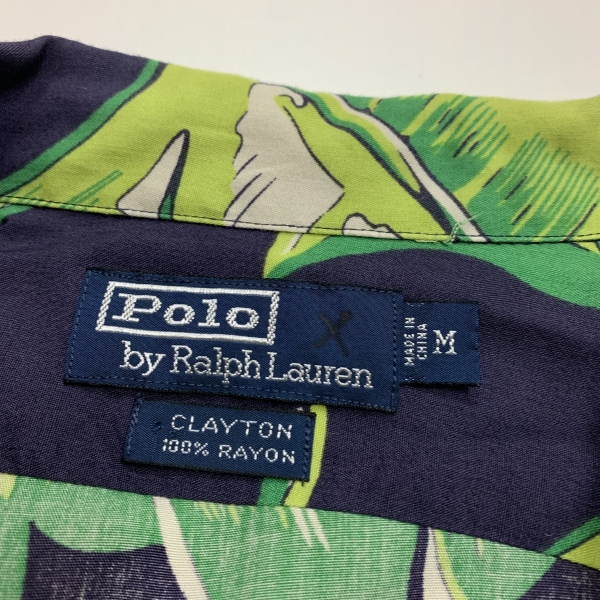 Polo
by Ralph Lauren
MADE IN
CHINA
M
CLAYTON
100% RAYON